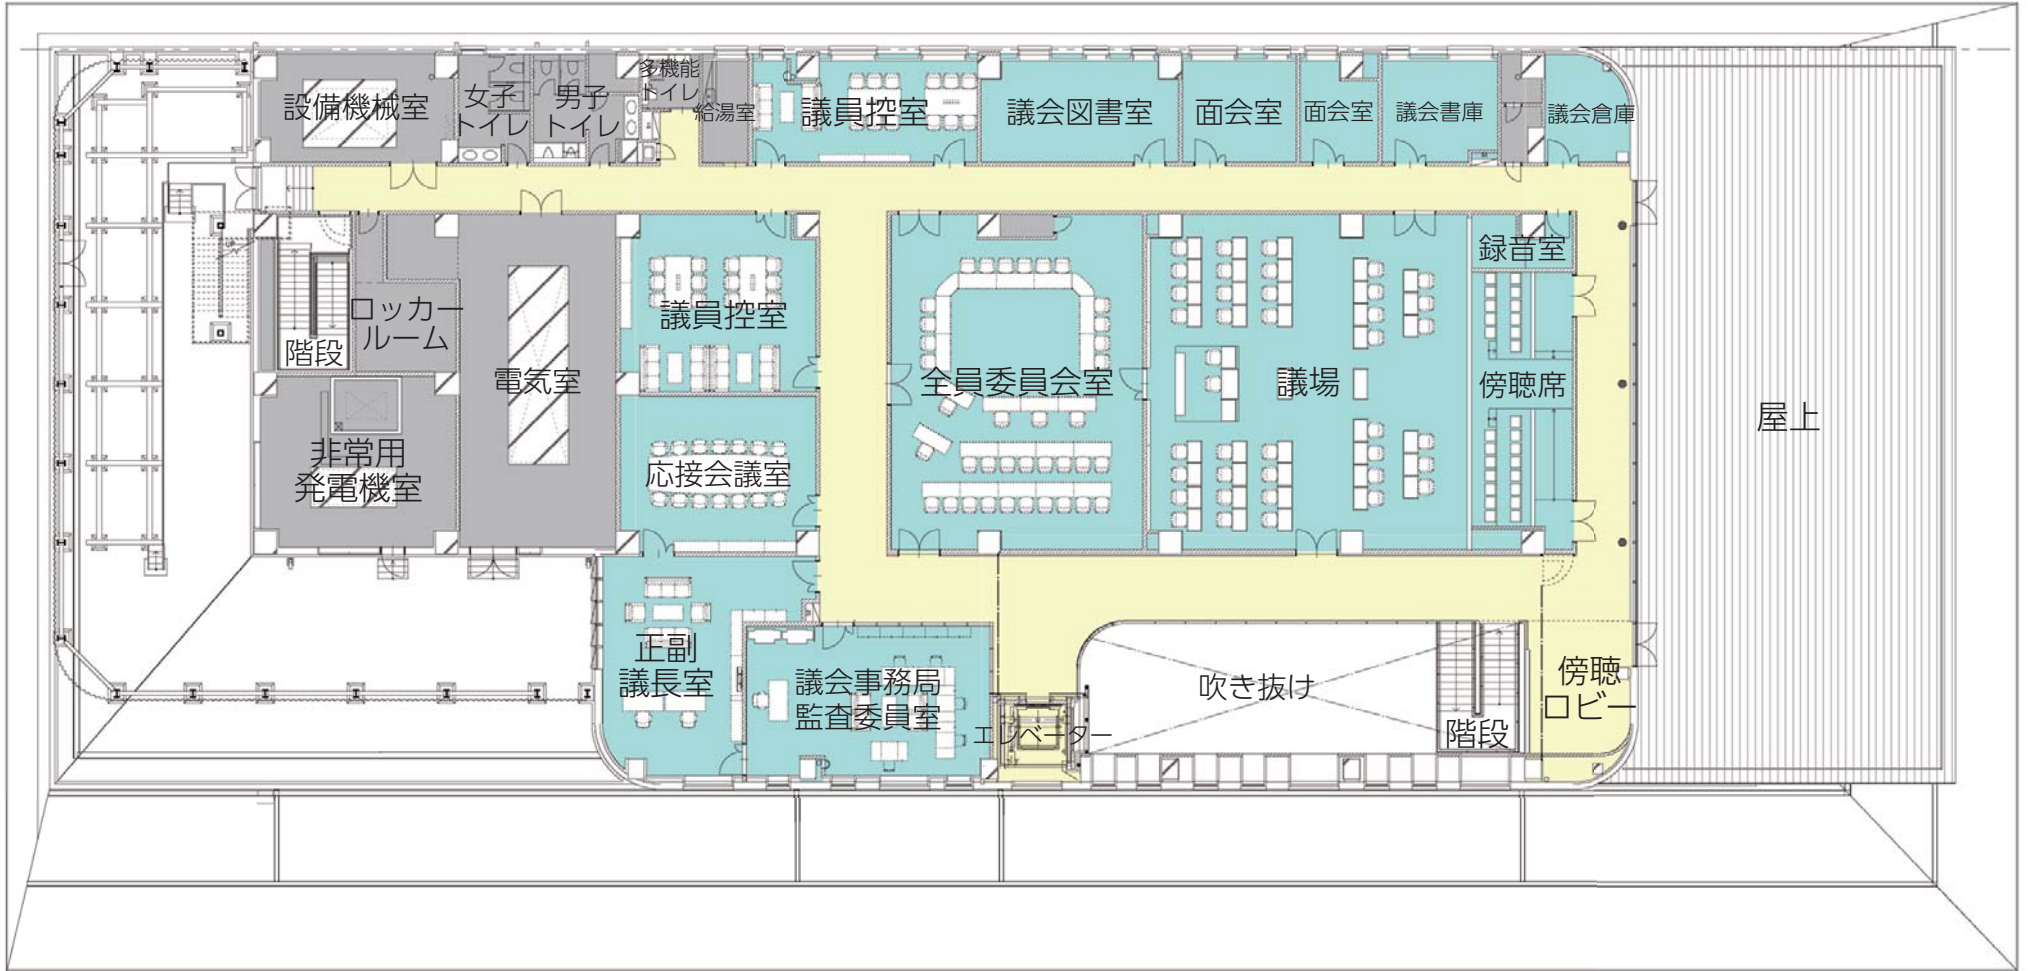 設備機械室
女子
トイレ
男子
トイレ
多機能
トイレ
給湯室
議員控室
議会図書室
面会室
面会室
議会書庫
議会倉庫
階段
ロッカー
ルーム
電気室
議員控室
全員委員会室
議場
録音室
傍聴席
屋上
非常用
発電機室
応接会議室
正副
議長室
議会事務局
監査委員室
エレベーター
吹き抜け
階段
傍聴
ロビー
UP